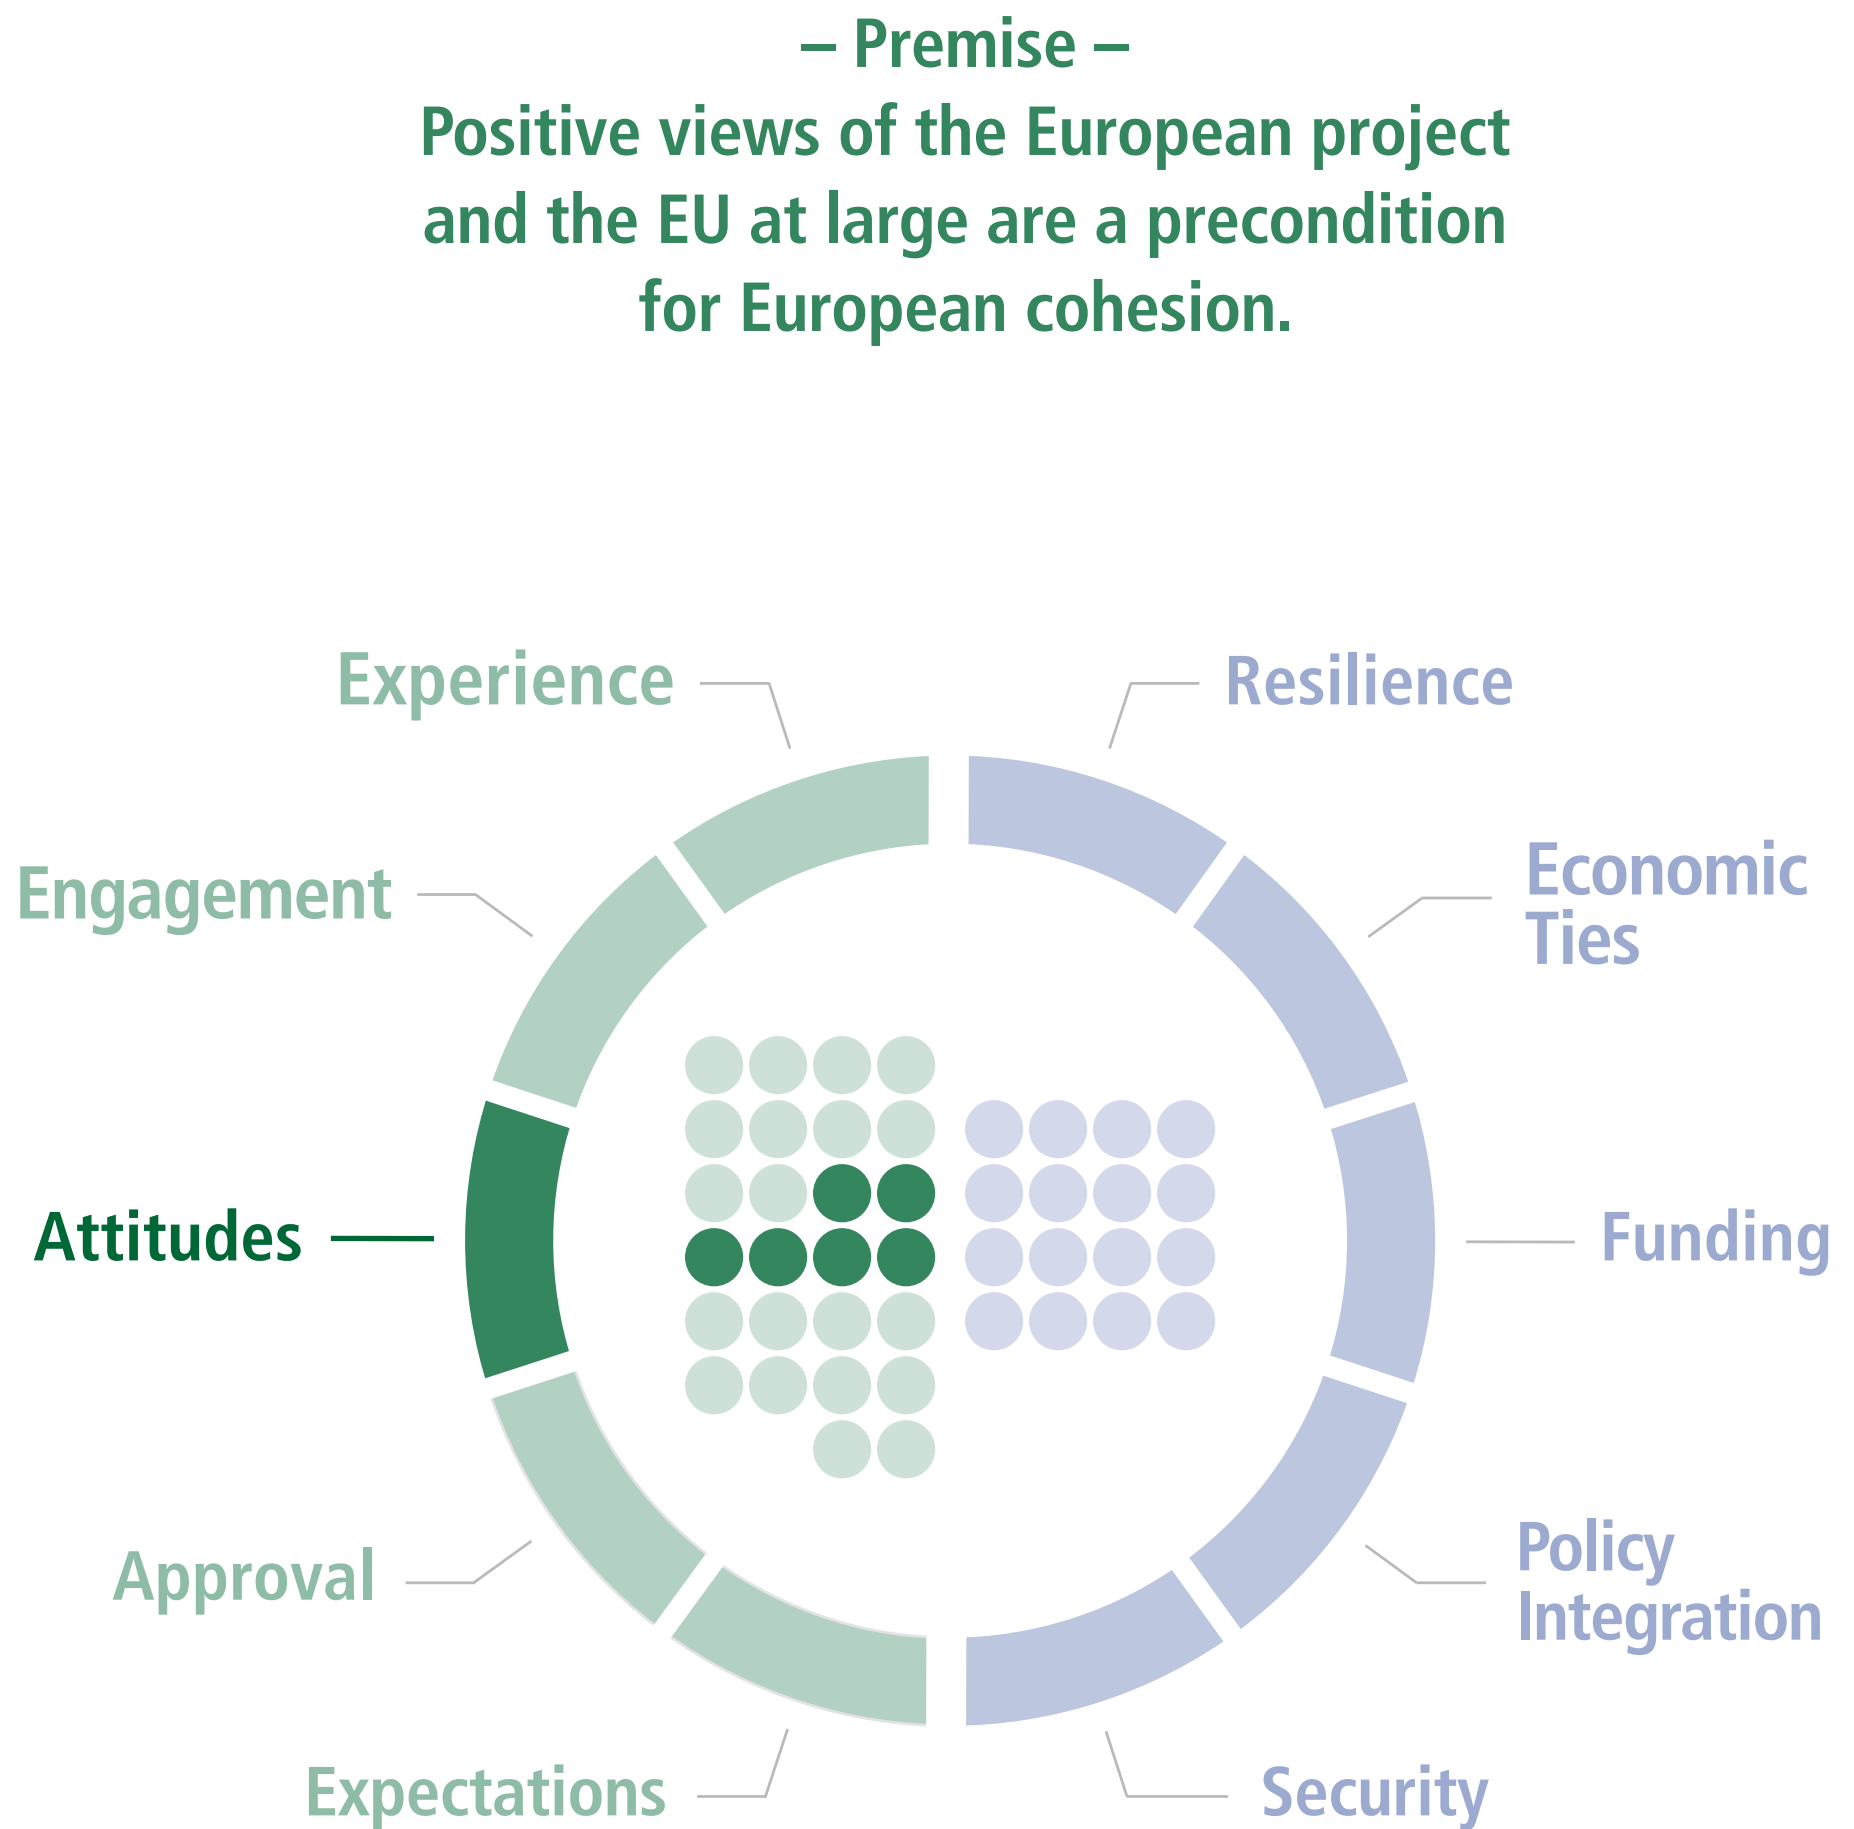 – Premise –
Positive views of the European project
and the EU at large are a precondition
for European cohesion.
Experience
Resilience
Engagement
Economic
Ties
Attitudes
Funding
Approval
Policy
Integration
Expectations
Security